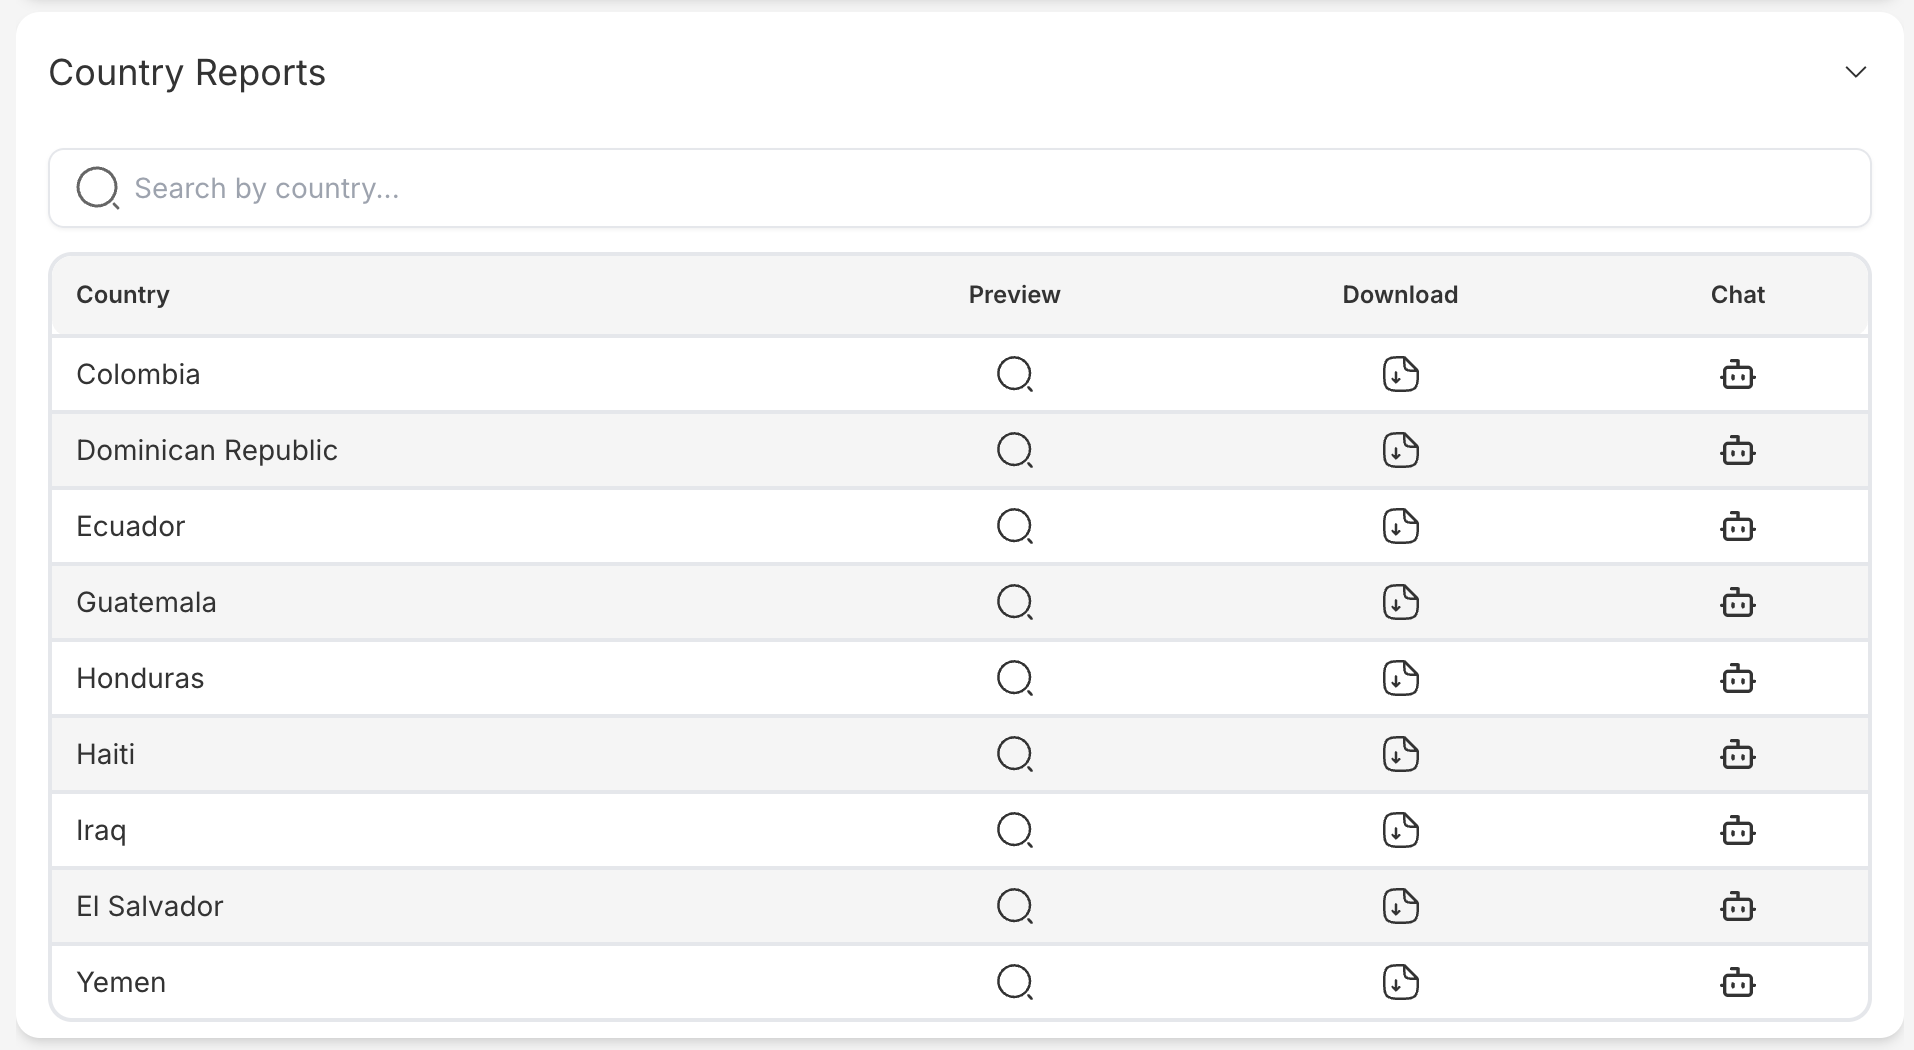 Country Reports
Search by country...
Country Preview Download Chat
Colombia
Dominican Republic
Ecuador
Guatemala
Honduras
Haiti
Iraq
El Salvador
Yemen